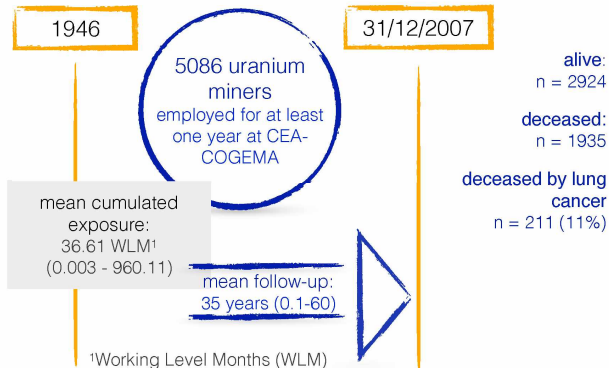 1946
31/12/2007
5086 uranium
miners
employed for at least
one year at CEA-
COGEMA
alive:
n = 2924
deceased:
n = 1935
deceased by lung
cancer
n = 211 (11%)
mean cumulated
exposure:
36.61 WLM¹
(0.003 - 960.11)
mean follow-up:
35 years (0.1-60)
¹Working Level Months (WLM)